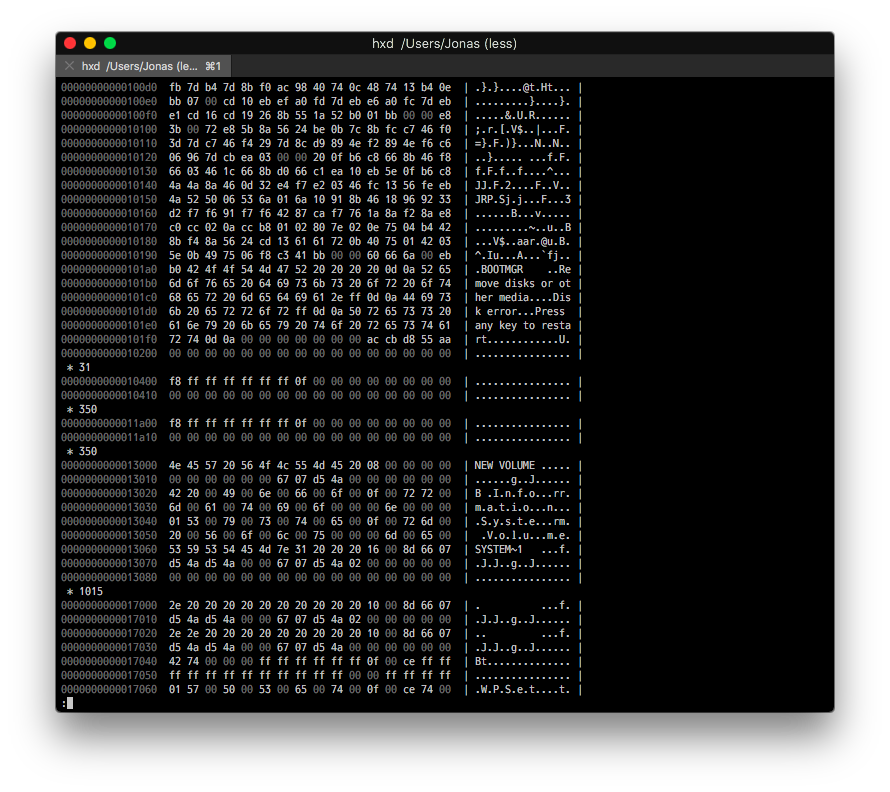 hxd /Users/Jonas (less)
hxd /Users/Jonas (le... ⌘1
00000000000100d0 fb 7d b4 7d 8b f0 ac 98 40 74 0c 48 74 13 b4 0e | .}.}....@t.Ht... |
00000000000100e0 bb 07 00 cd 10 eb ef a0 fd 7d eb e6 a0 fc 7d eb | .........}....}. |
00000000000100f0 e1 cd 16 cd 19 26 8b 55 1a 52 b0 01 bb 00 00 e8 | .....&.U.R...... |
0000000000010100 3b 00 72 e8 5b 8a 56 24 be 0b 7c 8b fc c7 46 f0 | ;.r.[.V$..|...F. |
0000000000010110 3d 7d c7 46 f4 29 7d 8c d9 89 4e f2 89 4e f6 c6 | =}.F.)}...N..N.. |
0000000000010120 06 96 7d cb ea 03 00 00 20 0f b6 c8 66 8b 46 f8 | ..}..... ...f.F. |
0000000000010130 66 03 46 1c 66 8b d0 66 c1 ea 10 eb 5e 0f b6 c8 | f.F.f..f....^... |
0000000000010140 4a 4a 8a 46 0d 32 e4 f7 e2 03 46 fc 13 56 fe eb | JJ.F.2....F..V.. |
0000000000010150 4a 52 50 06 53 6a 01 6a 10 91 8b 46 18 96 92 33 | JRP.Sj.j...F...3 |
0000000000010160 d2 f7 f6 91 f7 f6 42 87 ca f7 76 1a 8a f2 8a e8 | ......B...v..... |
0000000000010170 c0 cc 02 0a cc b8 01 02 80 7e 02 0e 75 04 b4 42 | .........~..u..B |
0000000000010180 8b f4 8a 56 24 cd 13 61 61 72 0b 40 75 01 42 03 | ...V$..aar.@u.B. |
0000000000010190 5e 0b 49 75 06 f8 c3 41 bb 00 00 60 66 6a 00 eb | ^.Iu...A...`fj.. |
00000000000101a0 b0 42 4f 4f 54 4d 47 52 20 20 20 20 0d 0a 52 65 | .BOOTMGR    ..Re |
00000000000101b0 6d 6f 76 65 20 64 69 73 6b 73 20 6f 72 20 6f 74 | move disks or ot |
00000000000101c0 68 65 72 20 6d 65 64 69 61 2e ff 0d 0a 44 69 73 | her media....Dis |
00000000000101d0 6b 20 65 72 72 6f 72 ff 0d 0a 50 72 65 73 73 20 | k error...Press  |
00000000000101e0 61 6e 79 20 6b 65 79 20 74 6f 20 72 65 73 74 61 | any key to resta |
00000000000101f0 72 74 0d 0a 00 00 00 00 00 00 00 ac cb d8 55 aa | rt............U. |
0000000000010200 00 00 00 00 00 00 00 00 00 00 00 00 00 00 00 00 | ................ |
* 31
0000000000010400 f8 ff ff ff ff ff ff 0f 00 00 00 00 00 00 00 00 | ................ |
0000000000010410 00 00 00 00 00 00 00 00 00 00 00 00 00 00 00 00 | ................ |
* 350
0000000000011a00 f8 ff ff ff ff ff ff 0f 00 00 00 00 00 00 00 00 | ................ |
0000000000011a10 00 00 00 00 00 00 00 00 00 00 00 00 00 00 00 00 | ................ |
* 350
0000000000013000 4e 45 57 20 56 4f 4c 55 4d 45 20 08 00 00 00 00 | NEW VOLUME ..... |
0000000000013010 00 00 00 00 00 00 67 07 d5 4a 00 00 00 00 00 00 | ......g..J...... |
0000000000013020 42 20 00 49 00 6e 00 66 00 6f 00 0f 00 72 72 00 | B .I.n.f.o...rr. |
0000000000013030 6d 00 61 00 74 00 69 00 6f 00 00 00 6e 00 00 00 | m.a.t.i.o...n... |
0000000000013040 01 53 00 79 00 73 00 74 00 65 00 0f 00 72 6d 00 | .S.y.s.t.e...rm. |
0000000000013050 20 00 56 00 6f 00 6c 00 75 00 00 00 6d 00 65 00 |  .V.o.l.u...m.e. |
0000000000013060 53 59 53 54 45 4d 7e 31 20 20 20 16 00 8d 66 07 | SYSTEM~1   ...f. |
0000000000013070 d5 4a d5 4a 00 00 67 07 d5 4a 02 00 00 00 00 00 | .J.J..g..J...... |
0000000000013080 00 00 00 00 00 00 00 00 00 00 00 00 00 00 00 00 | ................ |
* 1015
0000000000017000 2e 20 20 20 20 20 20 20 20 20 20 10 00 8d 66 07 | .          ...f. |
0000000000017010 d5 4a d5 4a 00 00 67 07 d5 4a 02 00 00 00 00 00 | .J.J..g..J...... |
0000000000017020 2e 2e 20 20 20 20 20 20 20 20 20 10 00 8d 66 07 | ..         ...f. |
0000000000017030 d5 4a d5 4a 00 00 67 07 d5 4a 00 00 00 00 00 00 | .J.J..g..J...... |
0000000000017040 42 74 00 00 00 ff ff ff ff ff ff 0f 00 ce ff ff | Bt.............. |
0000000000017050 ff ff ff ff ff ff ff ff ff ff 00 00 ff ff ff ff | ................ |
0000000000017060 01 57 00 50 00 53 00 65 00 74 00 0f 00 ce 74 00 | .W.P.S.e.t....t. |
: